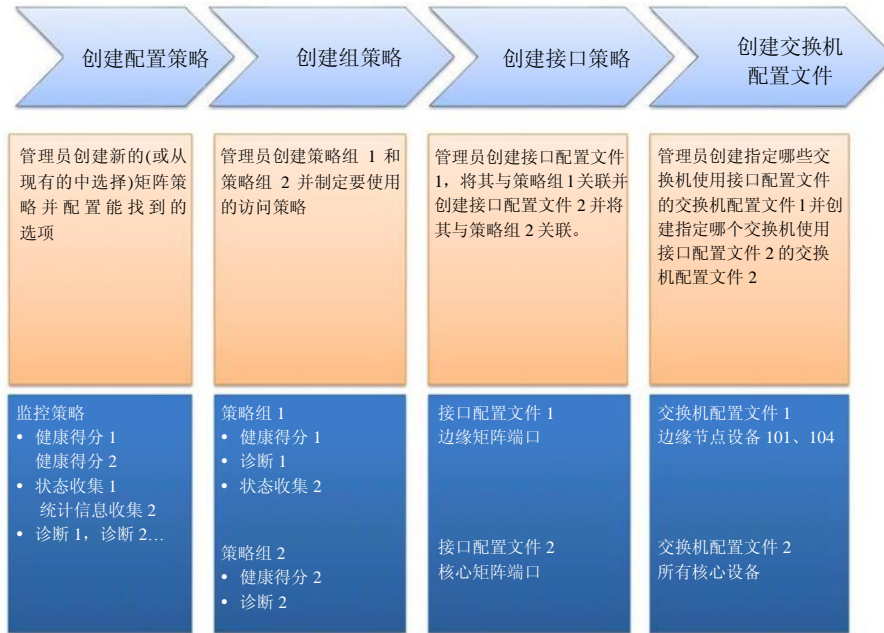 创建配置策略
创建组策略
创建接口策略
创建交换机
配置文件
管理员创建新的(或从
现有的中选择)矩阵策
略并配置能找到的
选项
管理员创建策略组 1 和
策略组 2 并制定要使用
的访问策略
管理员创建接口配置文件
1，将其与策略组1关联并
创建接口配置文件2并将
其与策略组2关联。
管理员创建指定哪些交
换机使用接口配置文件
的交换机配置文件1并创
建指定哪个交换机使用
接口配置文件 2 的交换
机配置文件 2
监控策略
• 健康得分 1
健康得分 2
• 状态收集 1
统计信息收集 2
• 诊断 1，诊断 2…
策略组 1
• 健康得分 1
• 诊断 1
• 状态收集 2
策略组 2
• 健康得分 2
• 诊断 2
接口配置文件 1
边缘矩阵端口
接口配置文件 2
核心矩阵端口
交换机配置文件 1
边缘节点设备 101、104
交换机配置文件 2
所有核心设备